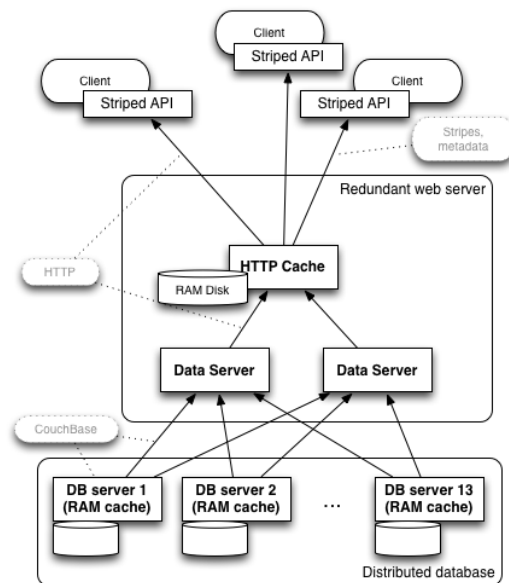 Client
Striped API
Client
Striped API
Client
Striped API
Stripes,
metadata
Redundant web server
HTTP
HTTP Cache
RAM Disk
Data Server
Data Server
CouchBase
DB server 1
(RAM cache)
DB server 2
(RAM cache)
...
DB server 13
(RAM cache)
Distributed database